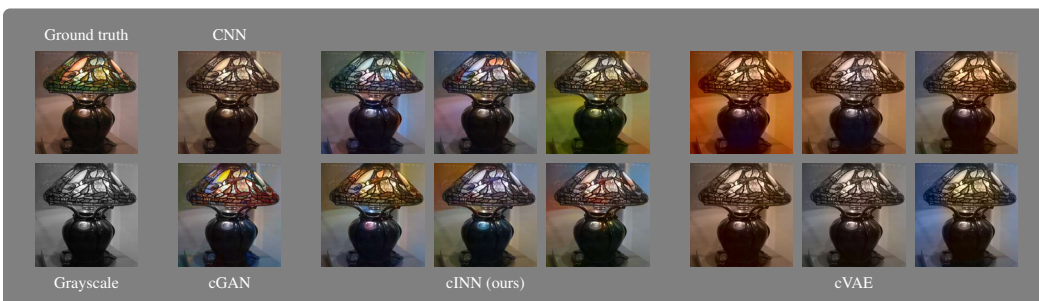 Ground truth
CNN
Grayscale
cGAN
cINN (ours)
cVAE